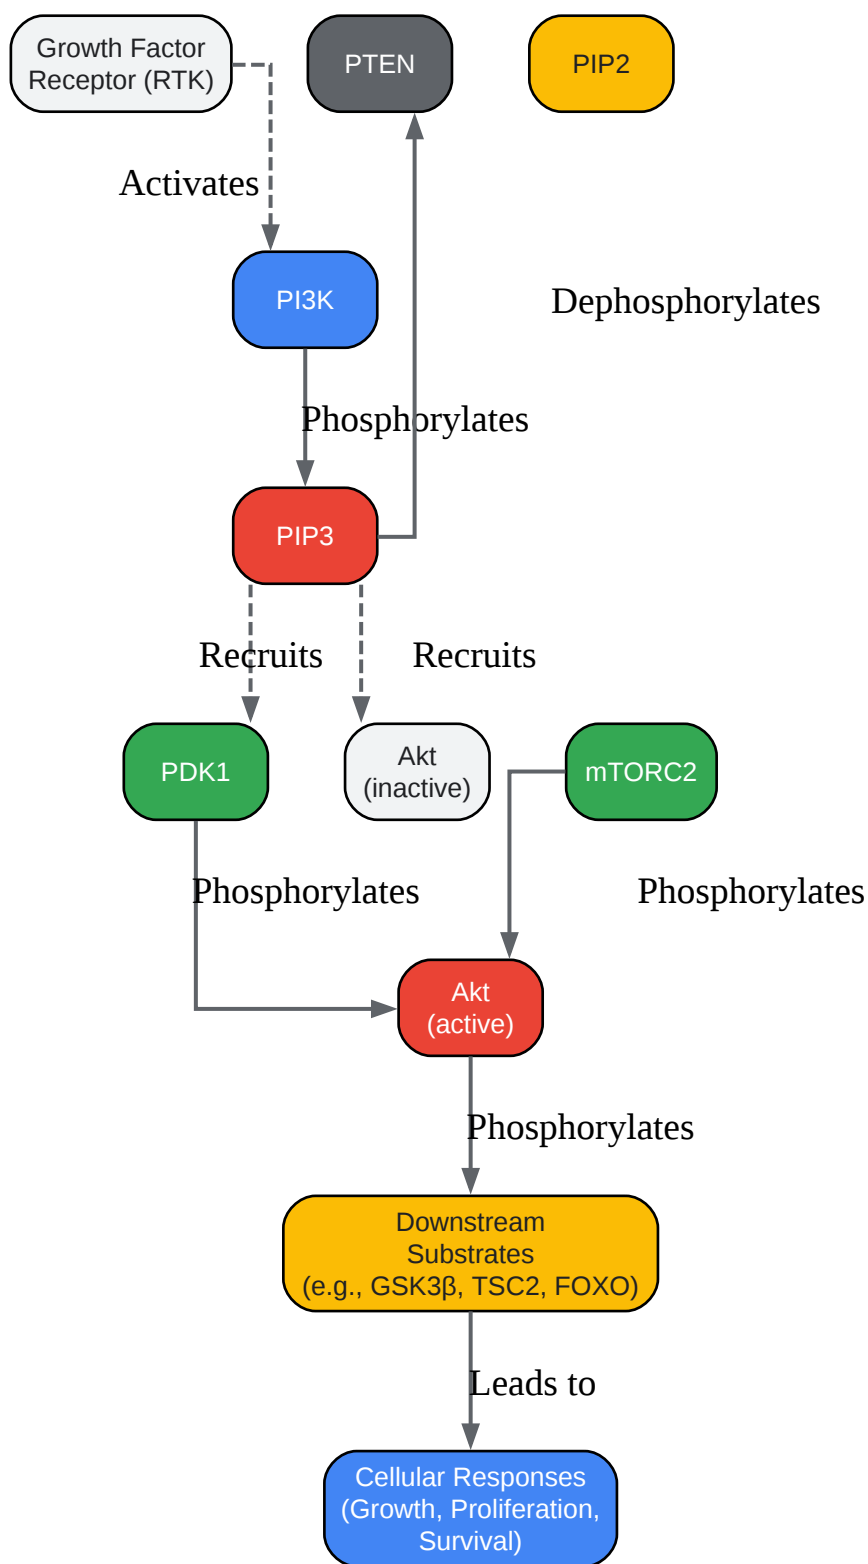 Growth Factor
Receptor (RTK)
PTEN
PIP2
Activates
PI3K
Dephosphorylates
Phosphorylates
PIP3
Recruits
Recruits
PDK1
Akt
(inactive)
mTORC2
Phosphorylates
Phosphorylates
Akt
(active)
Phosphorylates
Downstream
Substrates
(e.g., GSK3β, TSC2, FOXO)
Leads to
Cellular Responses
(Growth, Proliferation,
Survival)